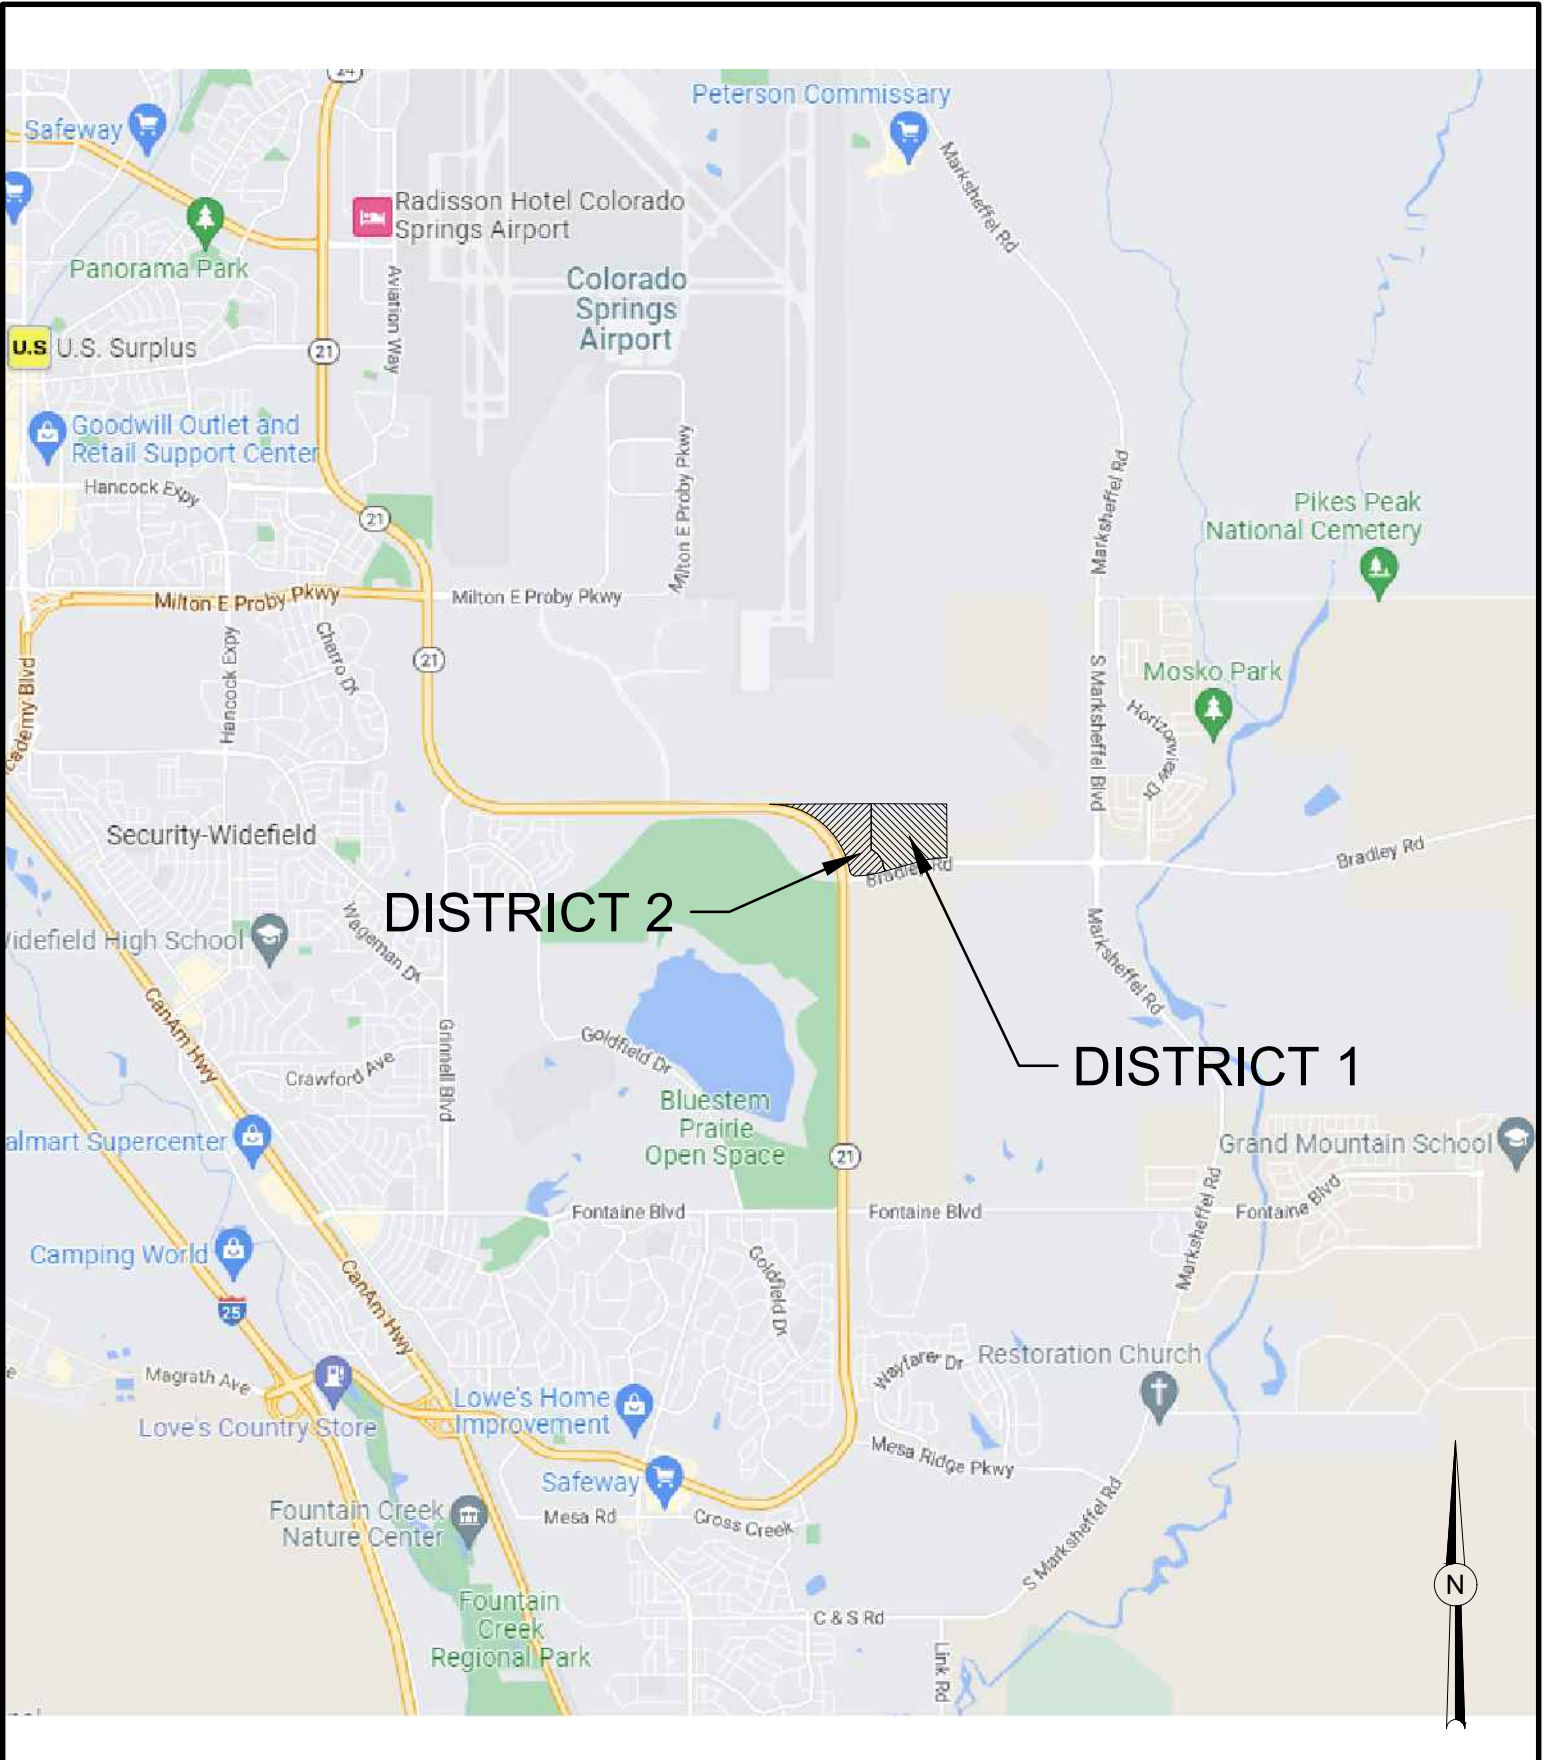 24
Peterson Commissary
Safeway
Marksheffel Rd
Radisson Hotel Colorado
Springs Airport
Panorama Park
Aviation Way
Colorado
Springs
Airport
U.S
U.S. Surplus
21
Goodwill Outlet and
Retail Support Center
Milton E Proby Pkwy
Marksheffel Rd
Hancock Expy
21
Pikes Peak
National Cemetery
Milton E Proby Pkwy
Milton E Proby Pkwy
Charro Dr
Hancock Expy
21
S Marksheffel Blvd
Mosko Park
Horizonview Dr
cademy Blvd
Security-Widefield
Bradley Rd
Bradley Rd
DISTRICT 2
Widefield High School
Wageman Dr
Marksheffel Rd
CanAm Hwy
Grinnell Blvd
Goldfield Dr
Crawford Ave
DISTRICT 1
Bluestem
Prairie
Open Space
almart Supercenter
21
Grand Mountain School
Marksheffel Rd
Fontaine Blvd
Fontaine Blvd
Fontaine Blvd
Camping World
Goldfield Dr
CanAm Hwy
25
Wayfarer Dr
Restoration Church
e
Magrath Ave
Lowe's Home
Improvement
Love's Country Store
Mesa Ridge Pkwy
Safeway
Fountain Creek
Nature Center
Mesa Rd
Cross Creek
S Marksheffel Rd
N
Fountain
Creek
Regional Park
C & S Rd
Link Rd